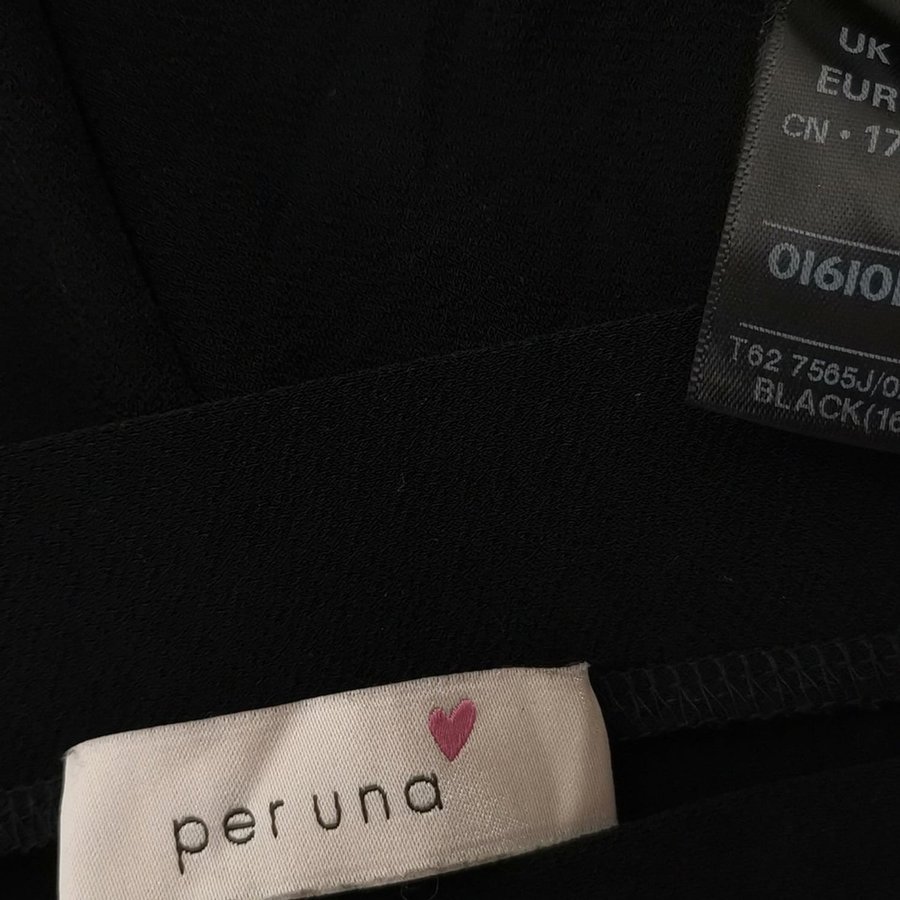 UK
EUR
CN • 17
01610
T62 7565J/0
BLACK(16
per una